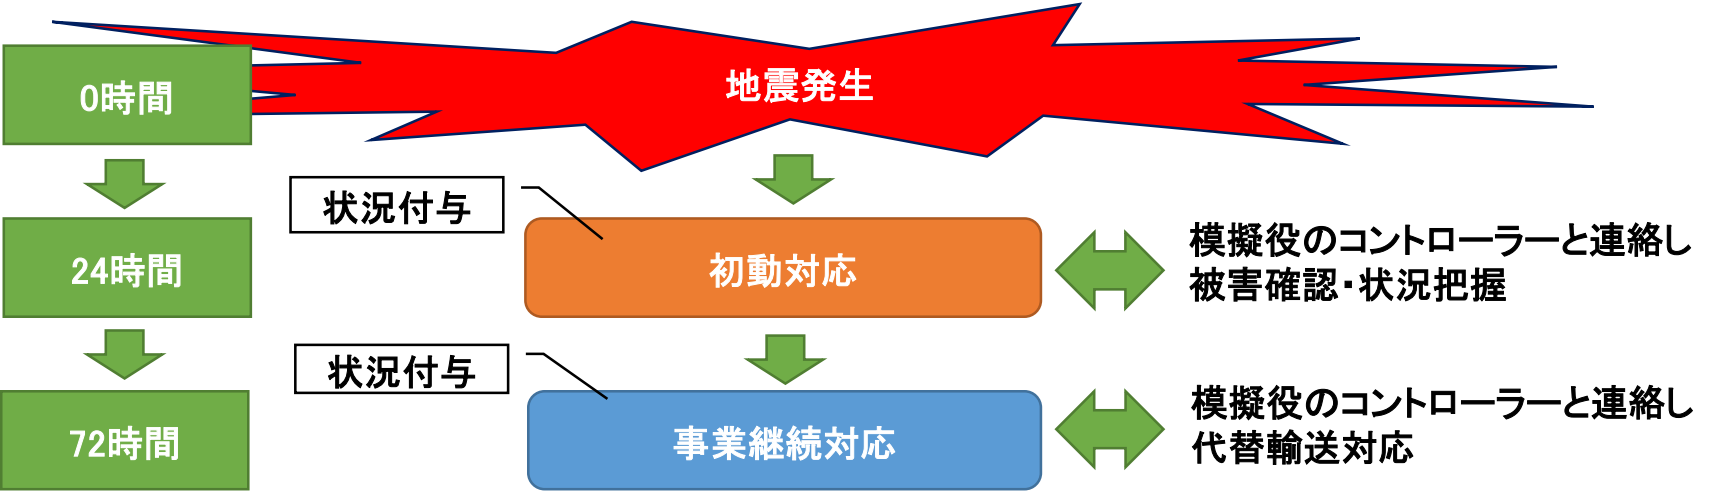 0時間
地震発生
状況付与
24時間
初動対応
模擬役のコントローラーと連絡し
被害確認・状況把握
状況付与
72時間
事業継続対応
模擬役のコントローラーと連絡し
代替輸送対応